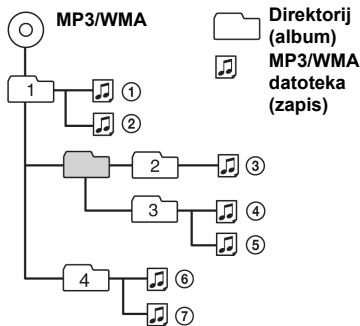 MP3/WMA
Direktorij
(album)
MP3/WMA
datoteka
(zapis)
1
①
②
2
③
3
④
⑤
4
⑥
⑦